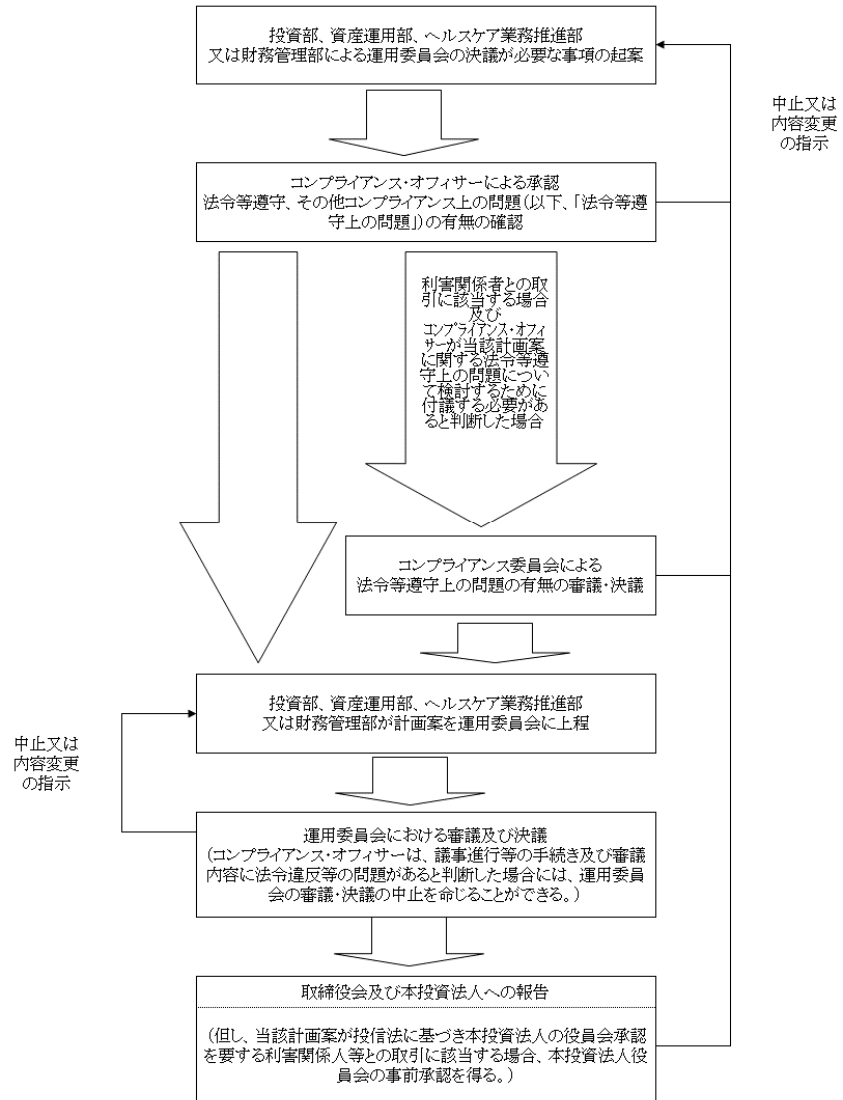 投資部、資産運用部、ヘルスケア業務推進部
又は財務管理部による運用委員会の決議が必要な事項の起案
中止又は
内容変更
の指示
コンプライアンス・オフィサーによる承認
法令等遵守、その他コンプライアンス上の問題(以下、「法令等遵
守上の問題」)の有無の確認
利害関係者との取
引に該当する場合
及び
コンプライアンス・オフィ
サーが当該計画案
に関する法令等遵
守上の問題につい
て検討するために
付議する必要があ
ると判断した場合
コンプライアンス委員会による
法令等遵守上の問題の有無の審議・決議
投資部、資産運用部、ヘルスケア業務推進部
又は財務管理部が計画案を運用委員会に上程
中止又は
内容変更
の指示
運用委員会における審議及び決議
(コンプライアンス・オフィサーは、議事進行等の手続き及び審議
内容に法令違反等の問題があると判断した場合には、運用委員
会の審議・決議の中止を命じることができる。)
取締役会及び本投資法人への報告
(但し、当該計画案が投信法に基づき本投資法人の役員会承認
を要する利害関係人等との取引に該当する場合、本投資法人役
員会の事前承認を得る。)